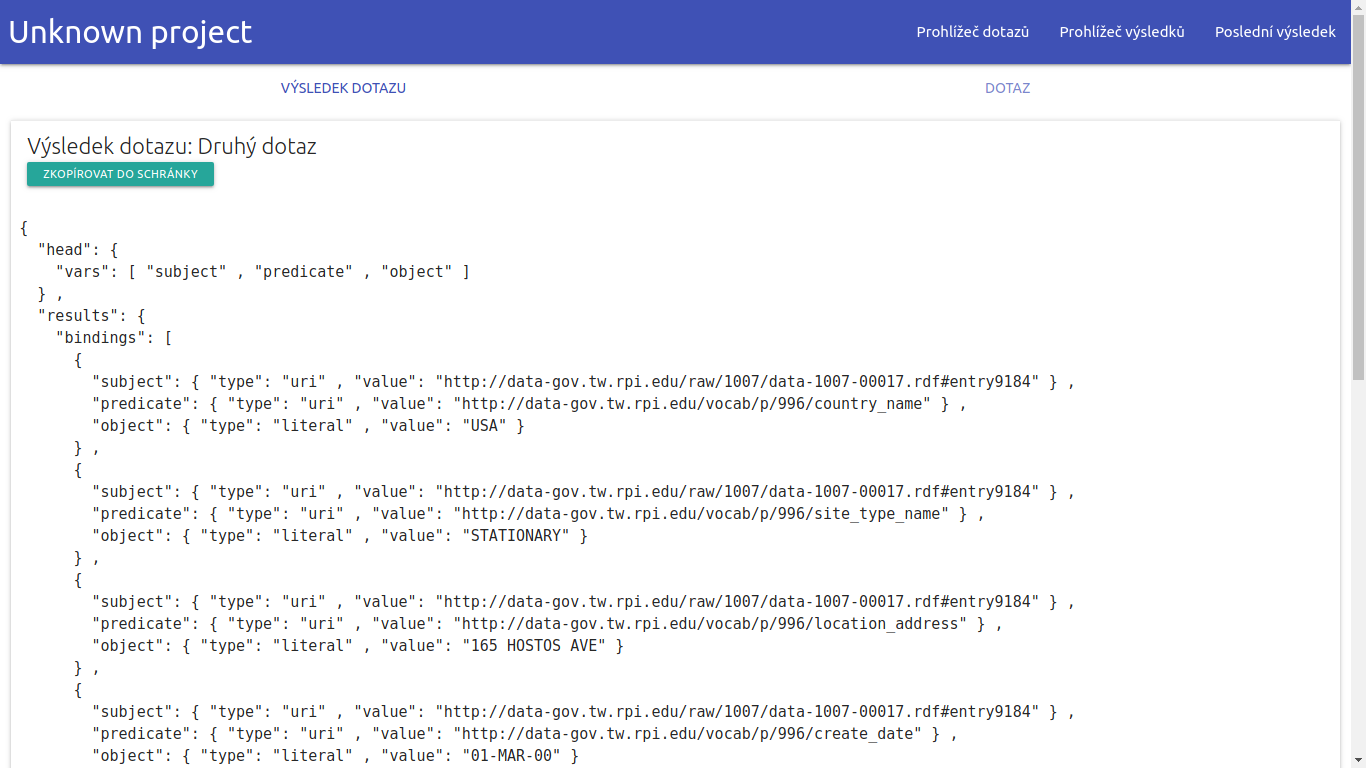 Unknown project
Prohlížeč dotazů Prohlížeč výsledků Poslední výsledek
VÝSLEDEK DOTAZU DOTAZ
Výsledek dotazu: Druhý dotaz
ZKOPÍROVAT DO SCHRÁNKY
{
  "head": {
    "vars": [ "subject" , "predicate" , "object" ]
  } ,
  "results": {
    "bindings": [
      {
        "subject": { "type": "uri" , "value": "http://data-gov.tw.rpi.edu/raw/1007/data-1007-00017.rdf#entry9184" } ,
        "predicate": { "type": "uri" , "value": "http://data-gov.tw.rpi.edu/vocab/p/996/country_name" } ,
        "object": { "type": "literal" , "value": "USA" }
      } ,
      {
        "subject": { "type": "uri" , "value": "http://data-gov.tw.rpi.edu/raw/1007/data-1007-00017.rdf#entry9184" } ,
        "predicate": { "type": "uri" , "value": "http://data-gov.tw.rpi.edu/vocab/p/996/site_type_name" } ,
        "object": { "type": "literal" , "value": "STATIONARY" }
      } ,
      {
        "subject": { "type": "uri" , "value": "http://data-gov.tw.rpi.edu/raw/1007/data-1007-00017.rdf#entry9184" } ,
        "predicate": { "type": "uri" , "value": "http://data-gov.tw.rpi.edu/vocab/p/996/location_address" } ,
        "object": { "type": "literal" , "value": "165 HOSTOS AVE" }
      } ,
      {
        "subject": { "type": "uri" , "value": "http://data-gov.tw.rpi.edu/raw/1007/data-1007-00017.rdf#entry9184" } ,
        "predicate": { "type": "uri" , "value": "http://data-gov.tw.rpi.edu/vocab/p/996/create_date" } ,
        "object": { "type": "literal" , "value": "01-MAR-00" }